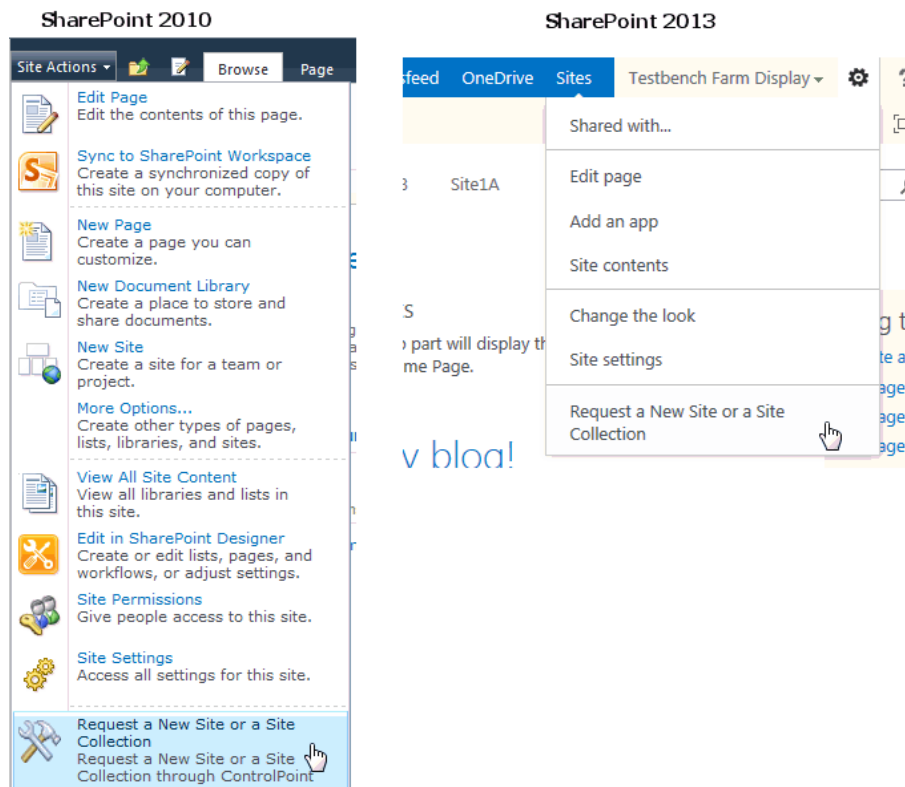 SharePoint 2010
Site Actions
Browse
Page
Edit Page
Edit the contents of this page.
Sync to SharePoint Workspace
Create a synchronized copy of
this site on your computer.
New Page
Create a page you can
customize.
New Document Library
Create a place to store and
share documents.
New Site
Create a site for a team or
project.
More Options...
Create other types of pages,
lists, libraries, and sites.
View All Site Content
View all libraries and lists in
this site.
Edit in SharePoint Designer
Create or edit lists, pages, and
workflows, or adjust settings.
Site Permissions
Give people access to this site.
Site Settings
Access all settings for this site.
Request a New Site or a Site
Collection
Request a New Site or a Site
Collection through ControlPoint
SharePoint 2013
sfeed OneDrive Sites Testbench Farm Display
Site1A
Shared with...
Edit page
Add an app
Site contents
Change the look
Site settings
Request a New Site or a Site
Collection
part will display th
me Page.
blog!